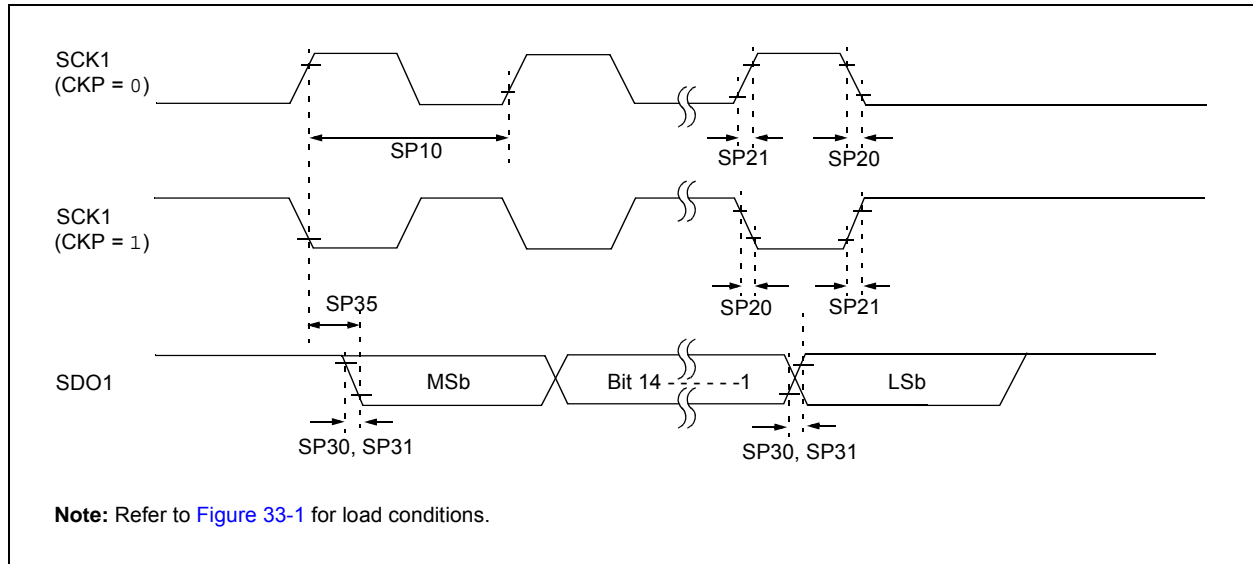 SCK1
(CKP = 0)
SP10
SP21
SP20
SCK1
(CKP = 1)
SP35
SP20
SP21
SDO1
MSb
Bit 14 - - - - - -1
LSb
SP30, SP31
SP30, SP31
Note: Refer to Figure 33-1 for load conditions.